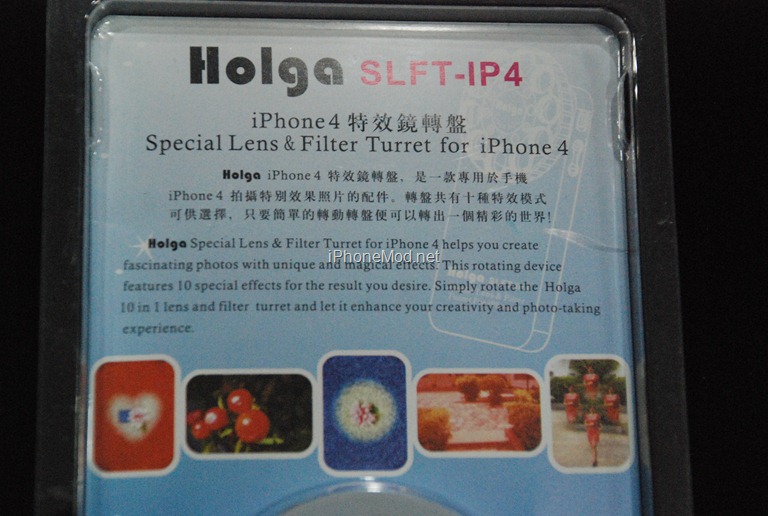 Holga SLFT-IP4
iPhone 4 特效鏡轉盤
Special Lens & Filter Turret for iPhone 4
Holga iPhone 4 特效鏡轉盤，是一款專用於手機
iPhone 4 拍攝特別效果照片的配件。轉盤共有十種特效模式
可供選擇，只要簡單的轉動轉盤便可以轉出一個精彩的世界!
Holga Special Lens & Filter Turret for iPhone 4 helps you create
iPhoneMod.net
fascinating photos with unique and magical effects. This rotating device
features 10 special effects for the result you desire. Simply rotate the Holga
10 in 1 lens and filter turret and let it enhance your creativity and photo-taking
experience.